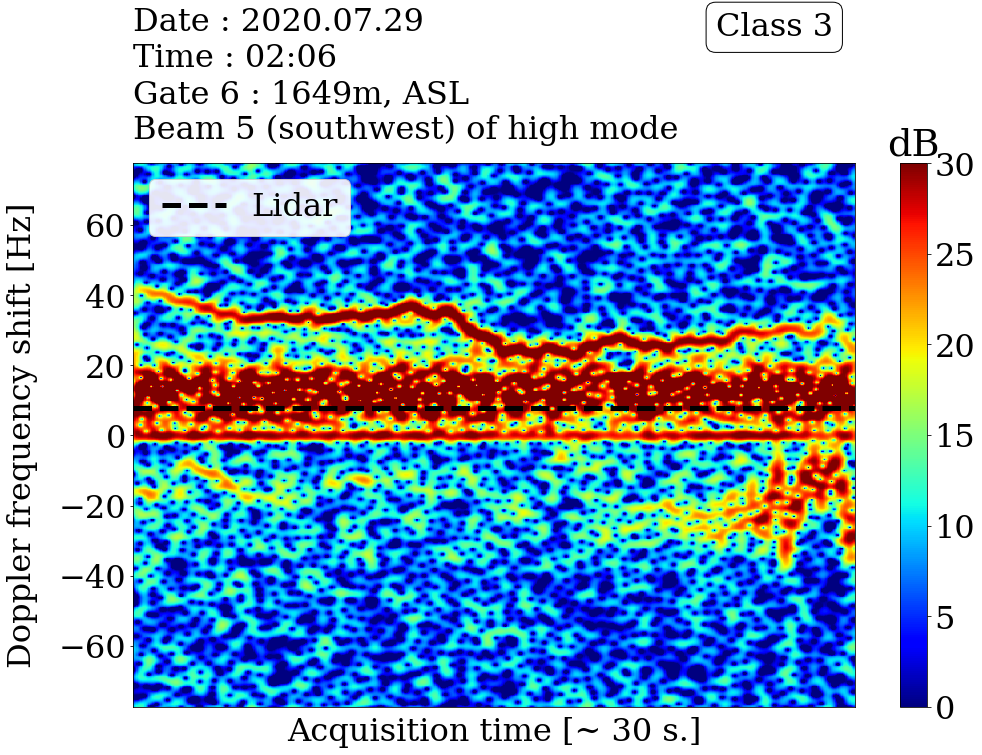 Date : 2020.07.29
Time : 02:06
Gate 6 : 1649m, ASL
Beam 5 (southwest) of high mode
Class 3
dB
Lidar
Doppler frequency shift [Hz]
60
40
20
0
−20
−40
−60
30
25
20
15
10
5
0
Acquisition time [~ 30 s.]